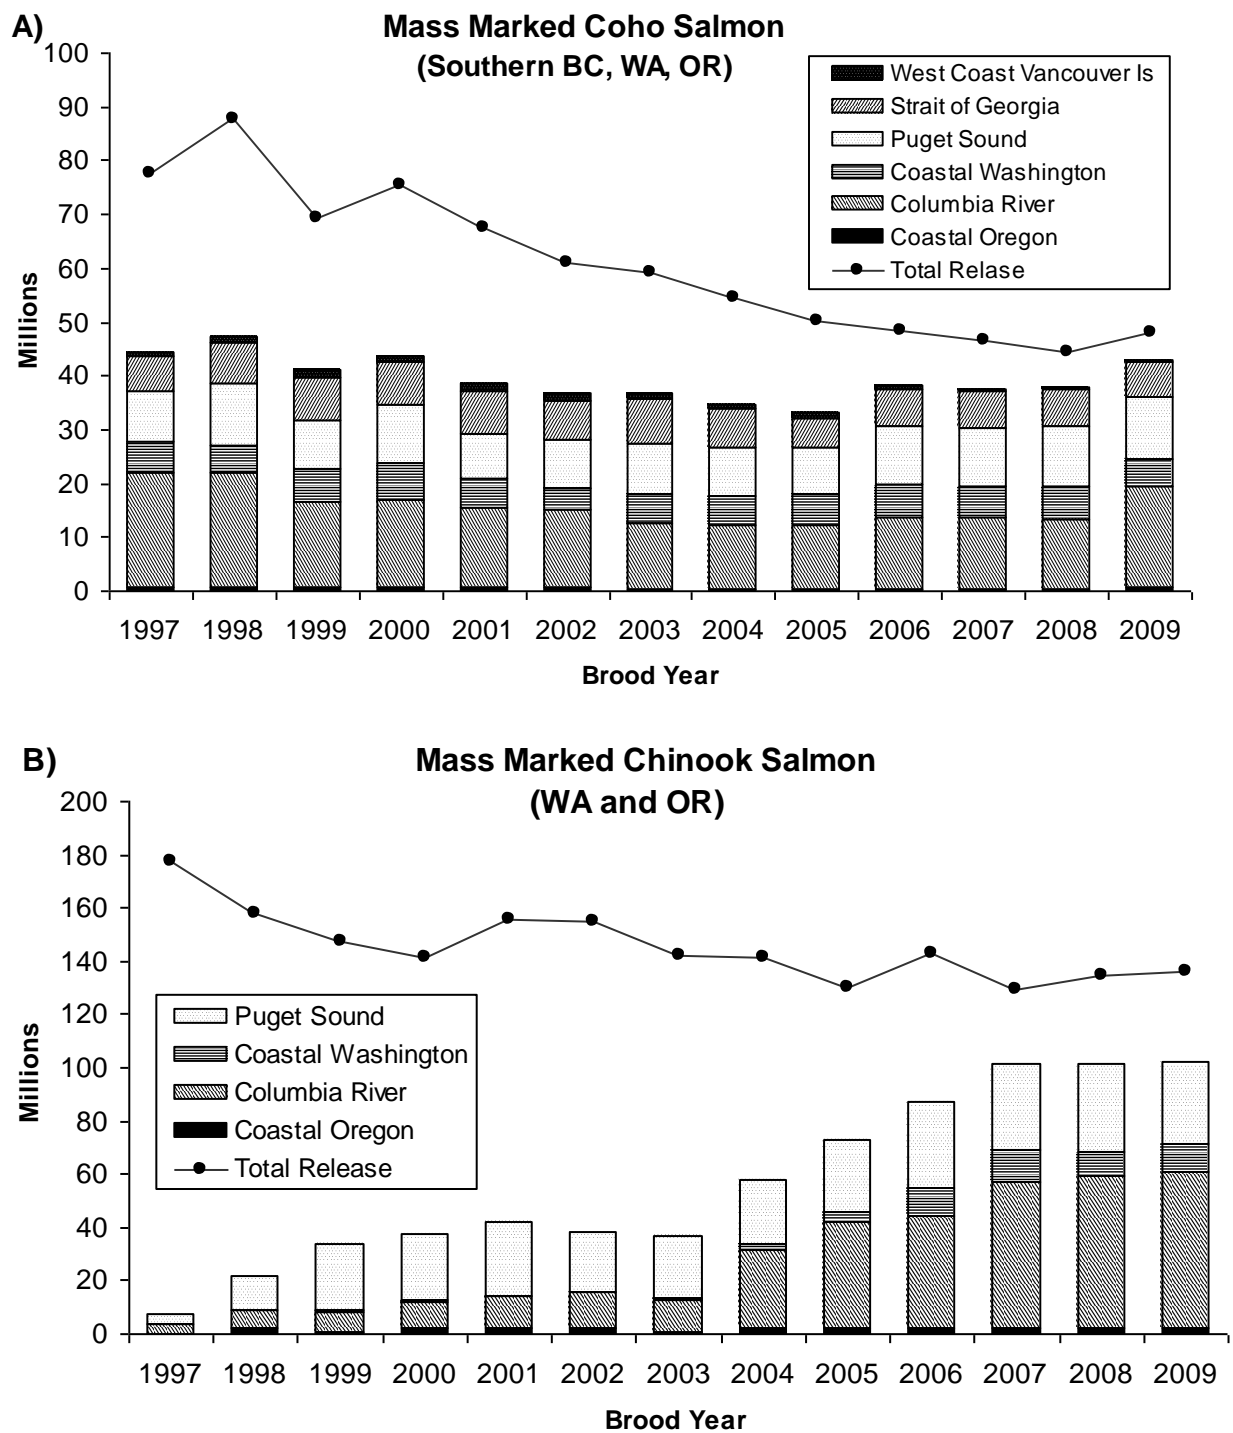 A)
Mass Marked Coho Salmon
(Southern BC, WA, OR)
100
90
80
70
60
50
40
30
20
10
0
Millions
West Coast Vancouver Is
Strait of Georgia
Puget Sound
Coastal Washington
Columbia River
Coastal Oregon
Total Relase
1997 1998 1999 2000 2001 2002 2003 2004 2005 2006 2007 2008 2009
Brood Year
B)
Mass Marked Chinook Salmon
(WA and OR)
200
180
160
140
120
100
80
60
40
20
0
Millions
Puget Sound
Coastal Washington
Columbia River
Coastal Oregon
Total Release
1997 1998 1999 2000 2001 2002 2003 2004 2005 2006 2007 2008 2009
Brood Year